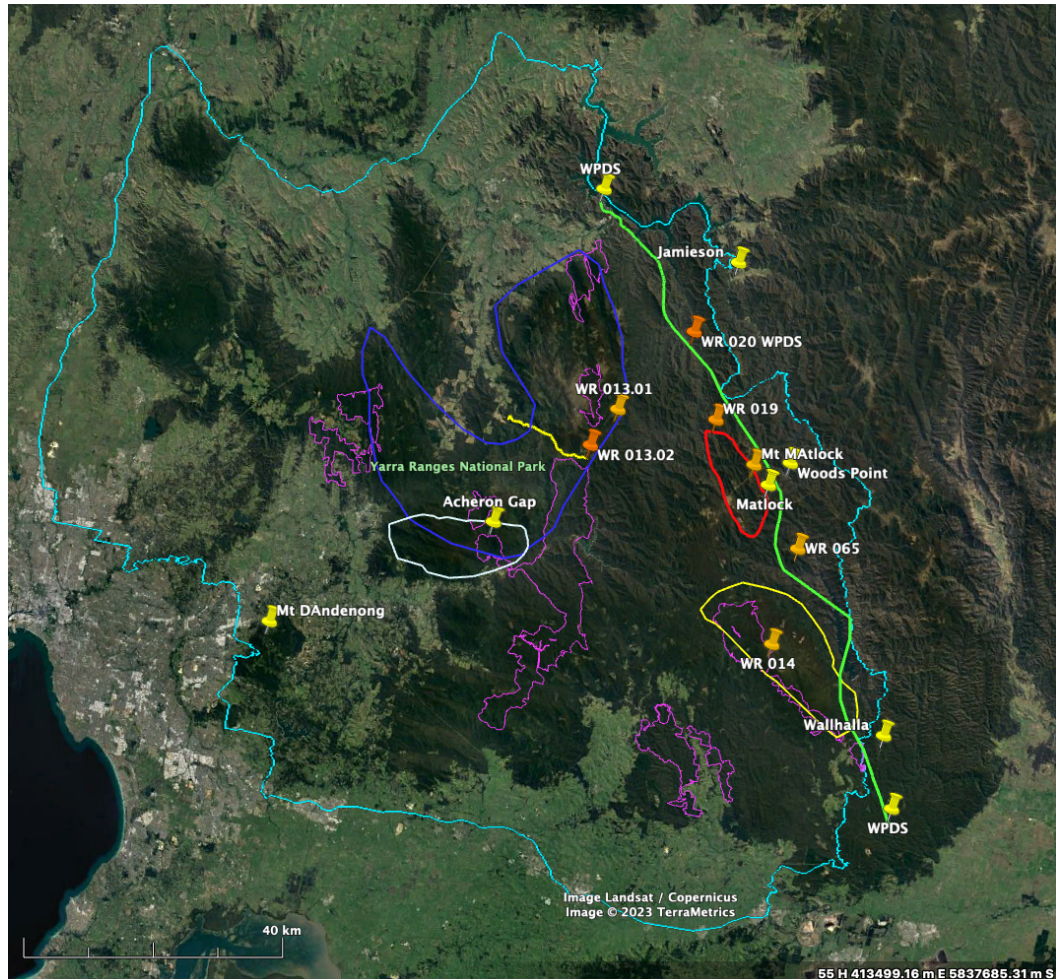 WPDS
Jamieson
WR 020 WPDS
WR 013.01
WR 019
WR 013.02
Mt MAtlock
Yarra Ranges National Park
Woods Point
Acheron Gap
Matlock
WR 065
Mt DAndenong
WR 014
Wallhalla
WPDS
Image Landsat / Copernicus
Image © 2023 TerraMetrics
40 km
55 H 413499.16 m E 5837685.31 m S